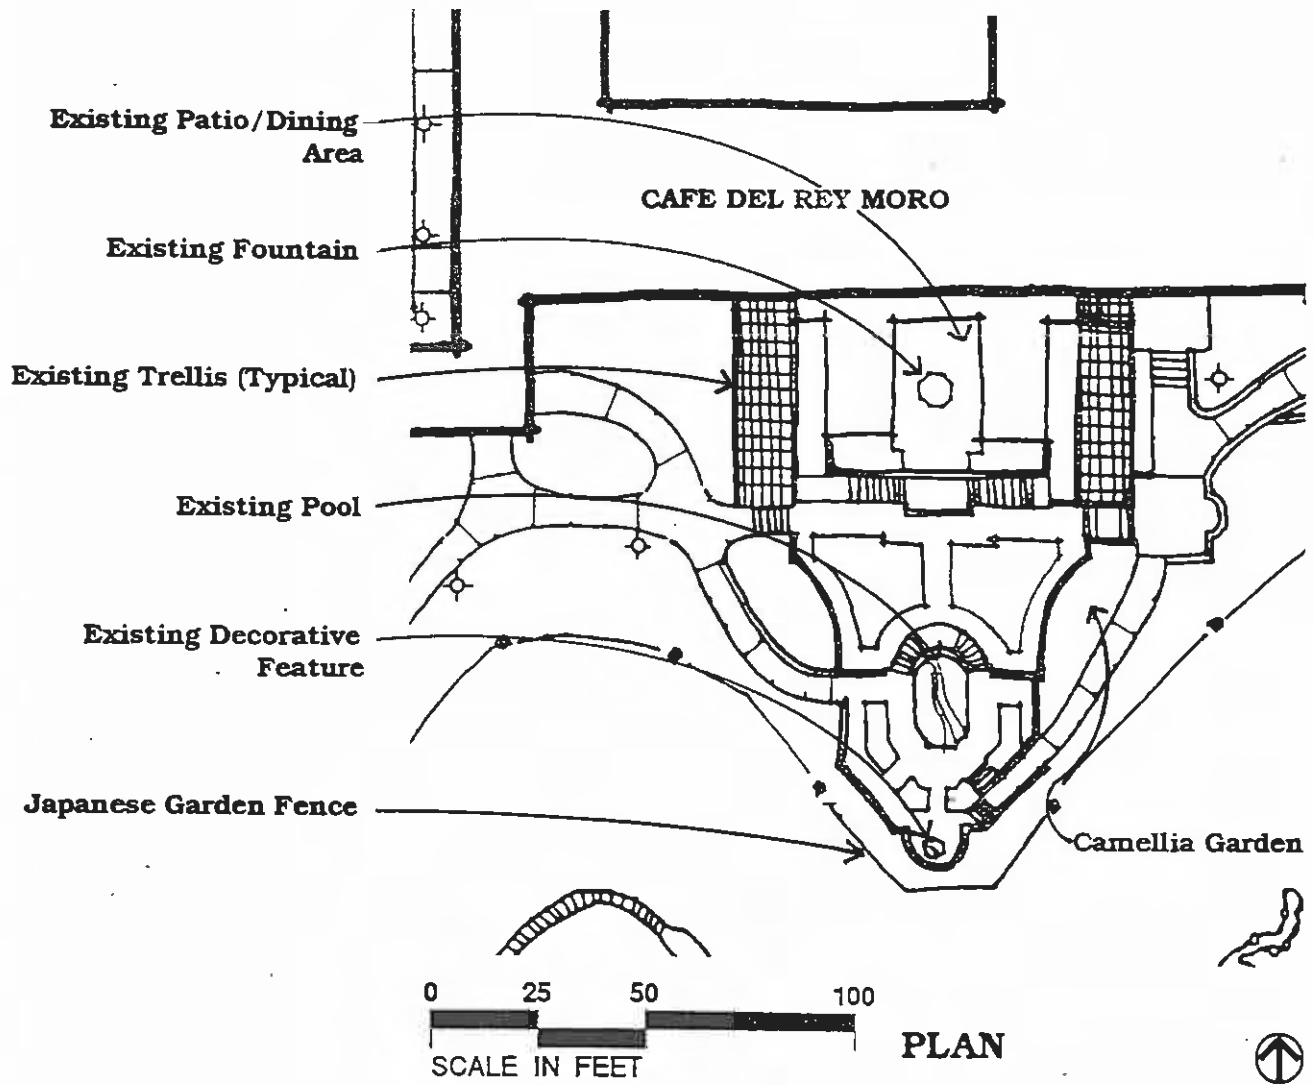 Existing Patio/Dining
Area
CAFE DEL REY MORO
Existing Fountain
Existing Trellis (Typical)
Existing Pool
Existing Decorative
Feature
Japanese Garden Fence
Camellia Garden
0 25 50 100
SCALE IN FEET
PLAN